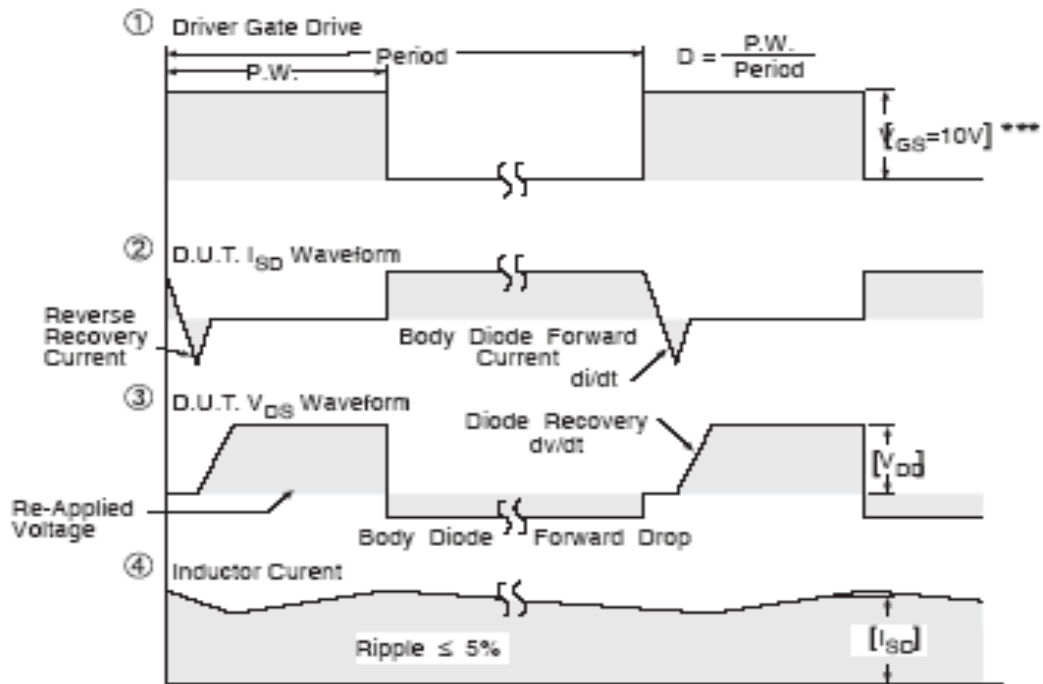 ① Driver Gate Drive
P.W.
Period
D = P.W.
Period
[VGS=10V] ***
② D.U.T. ISD Waveform
Reverse
Recovery
Current
Body Diode Forward
Current
di/dt
③ D.U.T. VDS Waveform
Diode Recovery
dv/dt
[VDD]
Re-Applied
Voltage
Body Diode Forward Drop
④ Inductor Curent
Ripple ≤ 5%
[ISD]